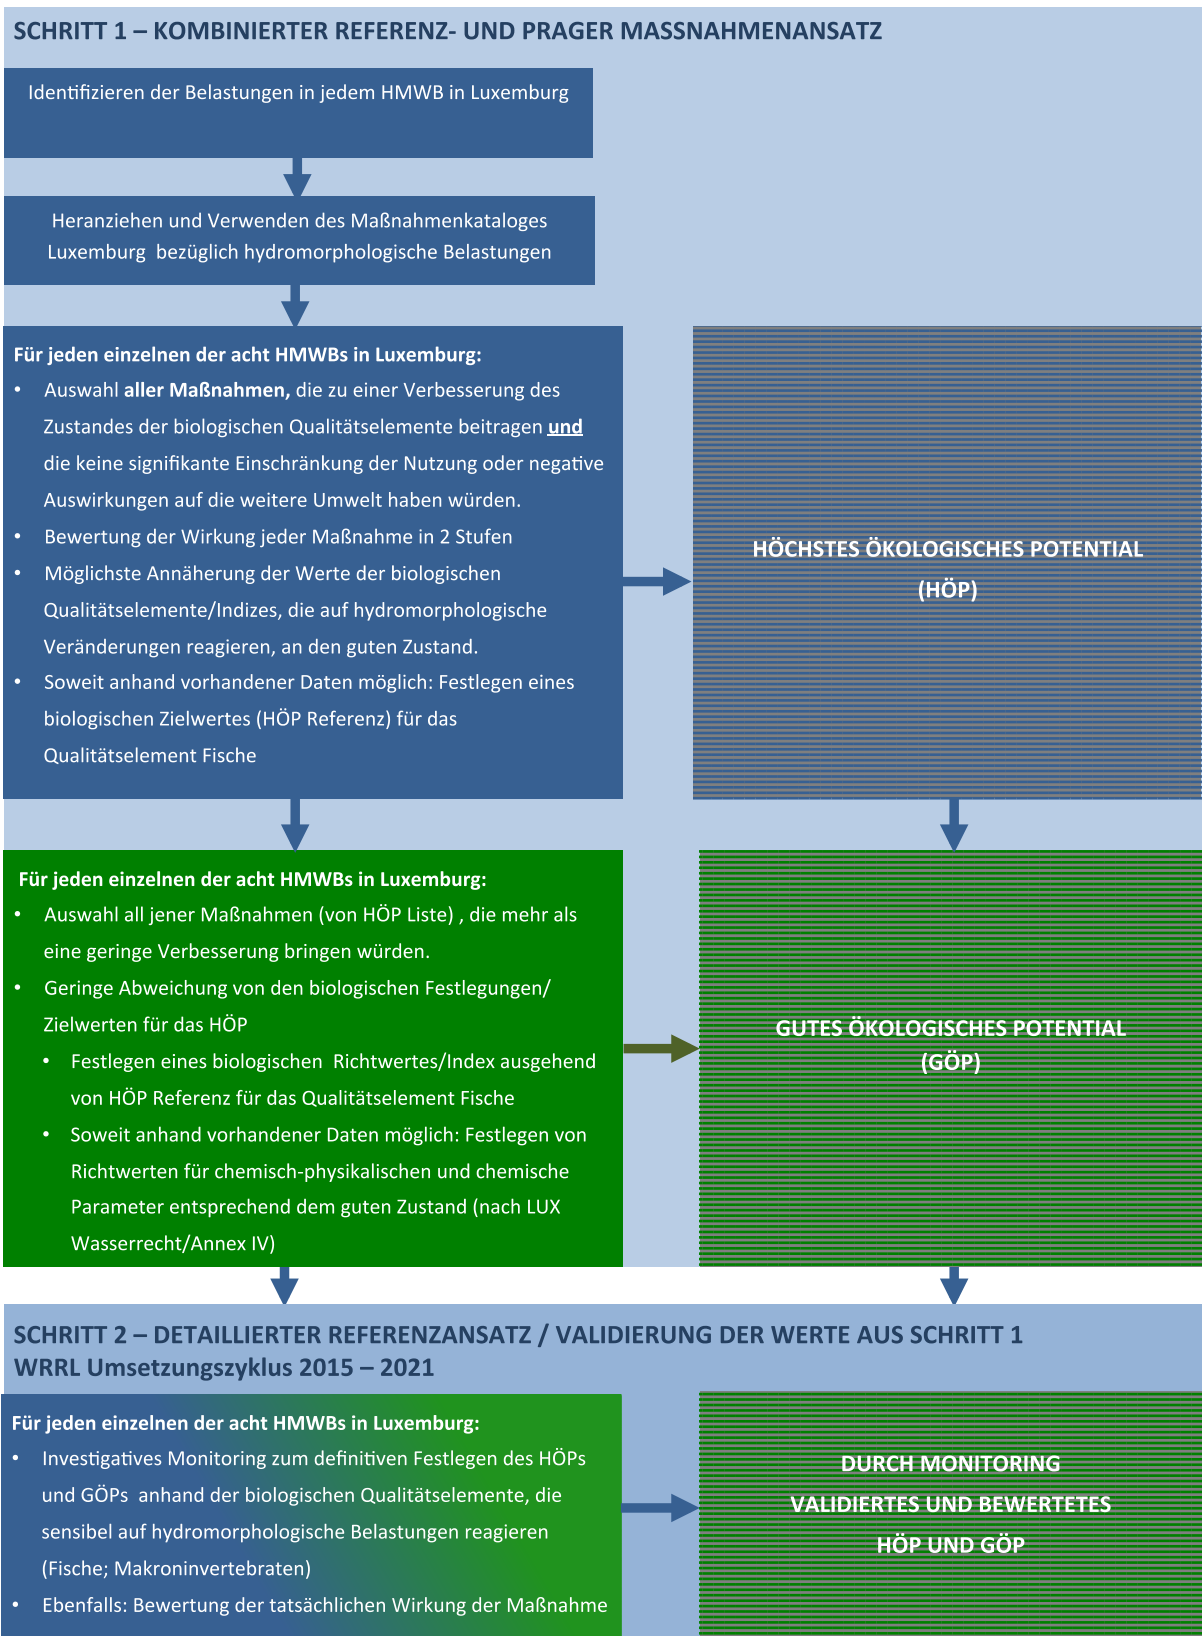 SCHRITT 1 – KOMBINIERTER REFERENZ- UND PRAGER MASSNAHMENANSATZ
Identifizieren der Belastungen in jedem HMWB in Luxemburg
Heranziehen und Verwenden des Maßnahmenkataloges
Luxemburg bezüglich hydromorphologische Belastungen
Für jeden einzelnen der acht HMWBs in Luxemburg:
• Auswahl aller Maßnahmen, die zu einer Verbesserung des
Zustandes der biologischen Qualitätselemente beitragen und
die keine signifikante Einschränkung der Nutzung oder negative
Auswirkungen auf die weitere Umwelt haben würden.
• Bewertung der Wirkung jeder Maßnahme in 2 Stufen
• Möglichste Annäherung der Werte der biologischen
Qualitätselemente/Indizes, die auf hydromorphologische
Veränderungen reagieren, an den guten Zustand.
• Soweit anhand vorhandener Daten möglich: Festlegen eines
biologischen Zielwertes (HÖP Referenz) für das
Qualitätselement Fische
HÖCHSTES ÖKOLOGISCHES POTENTIAL
(HÖP)
Für jeden einzelnen der acht HMWBs in Luxemburg:
• Auswahl all jener Maßnahmen (von HÖP Liste) , die mehr als
eine geringe Verbesserung bringen würden.
• Geringe Abweichung von den biologischen Festlegungen/
Zielwerten für das HÖP
• Festlegen eines biologischen Richtwertes/Index ausgehend
von HÖP Referenz für das Qualitätselement Fische
• Soweit anhand vorhandener Daten möglich: Festlegen von
Richtwerten für chemisch-physikalischen und chemische
Parameter entsprechend dem guten Zustand (nach LUX
Wasserrecht/Annex IV)
GUTES ÖKOLOGISCHES POTENTIAL
(GÖP)
SCHRITT 2 – DETAILLIERTER REFERENZANSATZ / VALIDIERUNG DER WERTE AUS SCHRITT 1
WRRL Umsetzungszyklus 2015 – 2021
Für jeden einzelnen der acht HMWBs in Luxemburg:
• Investigatives Monitoring zum definitiven Festlegen des HÖPs
und GÖPs anhand der biologischen Qualitätselemente, die
sensibel auf hydromorphologische Belastungen reagieren
(Fische; Makroninvertebraten)
• Ebenfalls: Bewertung der tatsächlichen Wirkung der Maßnahme
DURCH MONITORING
VALIDIERTES UND BEWERTETES
HÖP UND GÖP